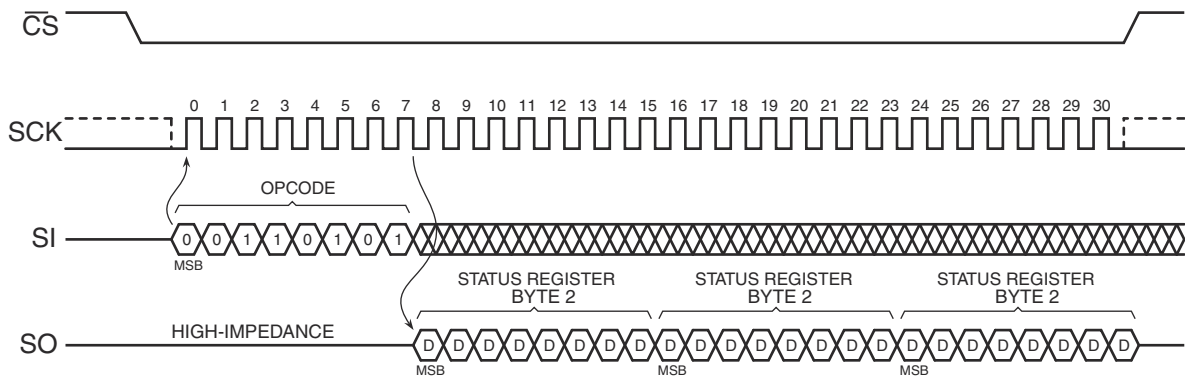 C̅S̅
0 1 2 3 4 5 6 7 8 9 10 11 12 13 14 15 16 17 18 19 20 21 22 23 24 25 26 27 28 29 30
SCK
OPCODE
SI 0 0 1 1 0 1 0 1
MSB
STATUS REGISTER STATUS REGISTER STATUS REGISTER
BYTE 2 BYTE 2 BYTE 2
HIGH-IMPEDANCE
SO D D D D D D D D D D D D D D D D D D D D D D D D
MSB MSB MSB